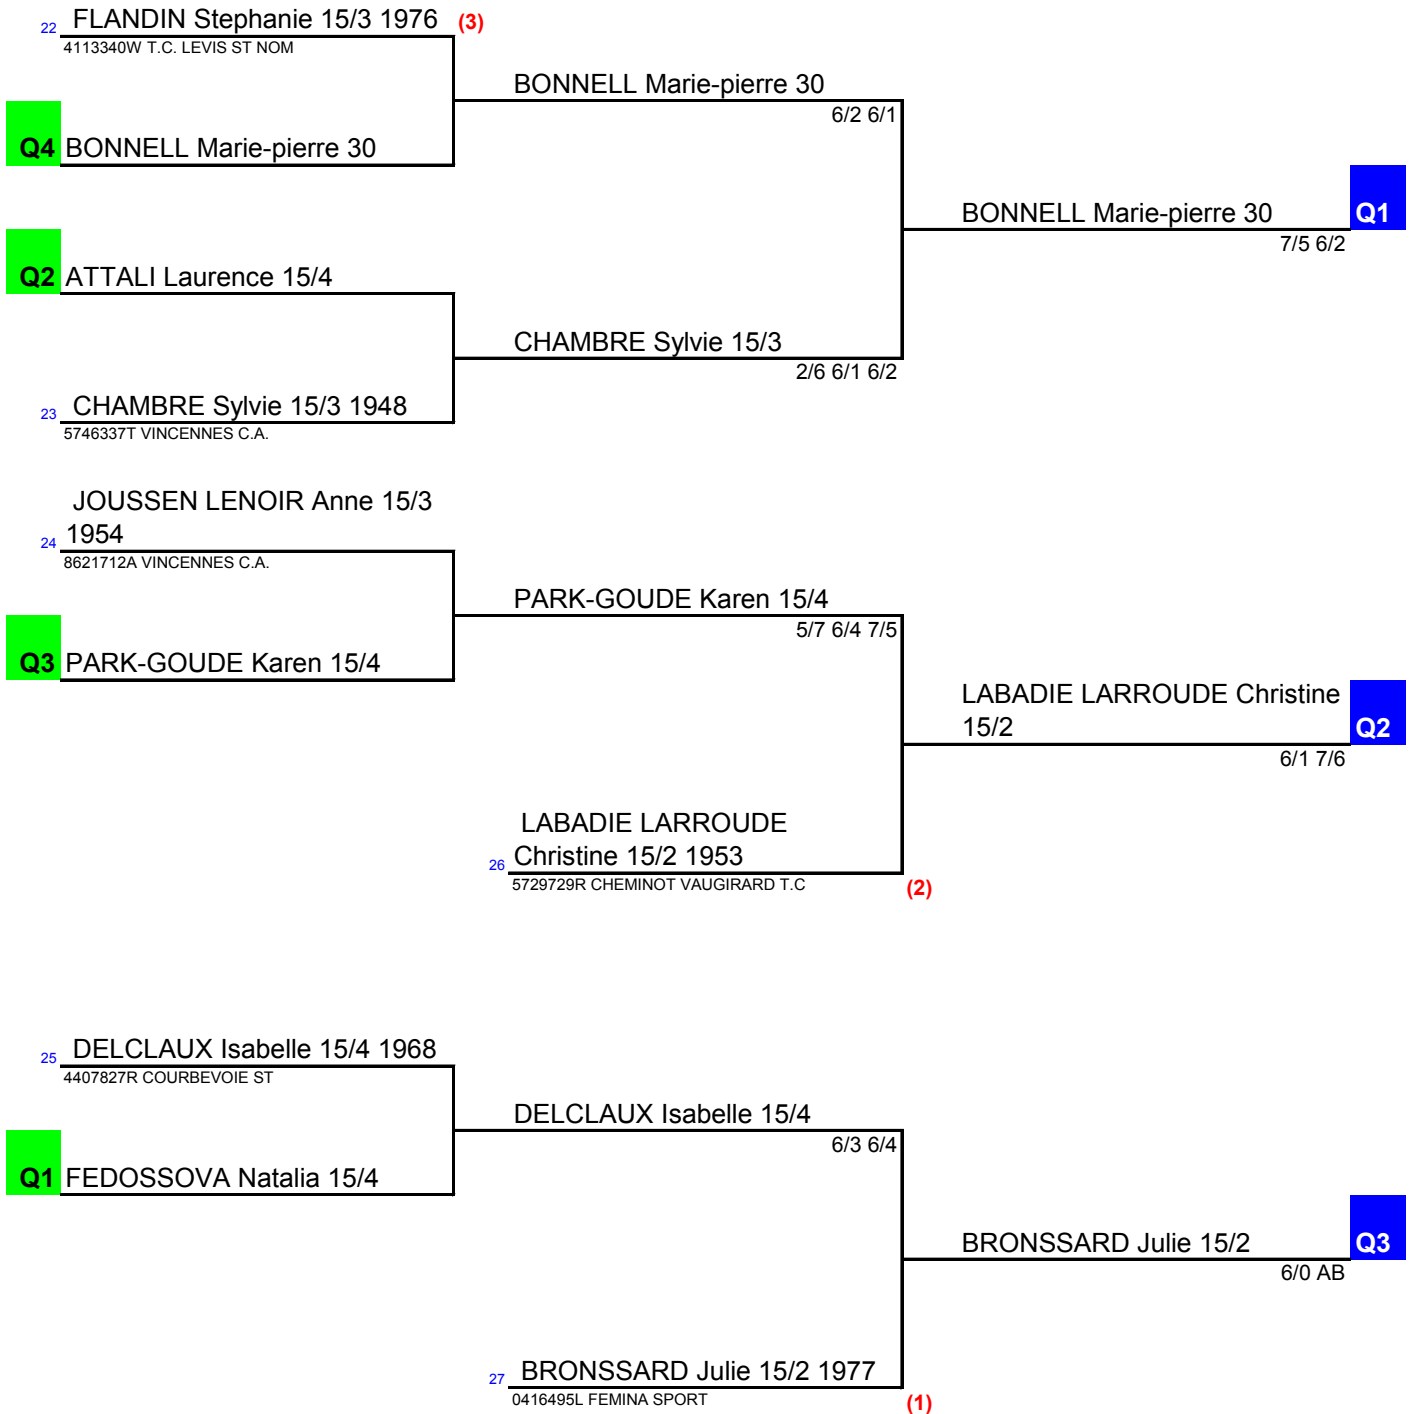 22 FLANDIN Stephanie 15/3 1976 (3)
4113340W T.C. LEVIS ST NOM
BONNELL Marie-pierre 30
6/2 6/1
Q4 BONNELL Marie-pierre 30
BONNELL Marie-pierre 30 Q1
7/5 6/2
Q2 ATTALI Laurence 15/4
CHAMBRE Sylvie 15/3
2/6 6/1 6/2
23 CHAMBRE Sylvie 15/3 1948
5746337T VINCENNES C.A.
JOUSSEN LENOIR Anne 15/3
24 1954
8621712A VINCENNES C.A.
PARK-GOUDE Karen 15/4
5/7 6/4 7/5
Q3 PARK-GOUDE Karen 15/4
LABADIE LARROUDE Christine
15/2 Q2
6/1 7/6
LABADIE LARROUDE
26 Christine 15/2 1953
5729729R CHEMINOT VAUGIRARD T.C (2)
25 DELCLAUX Isabelle 15/4 1968
4407827R COURBEVOIE ST
DELCLAUX Isabelle 15/4
6/3 6/4
Q1 FEDOSSOVA Natalia 15/4
BRONSSARD Julie 15/2 Q3
6/0 AB
27 BRONSSARD Julie 15/2 1977
0416495L FEMINA SPORT (1)